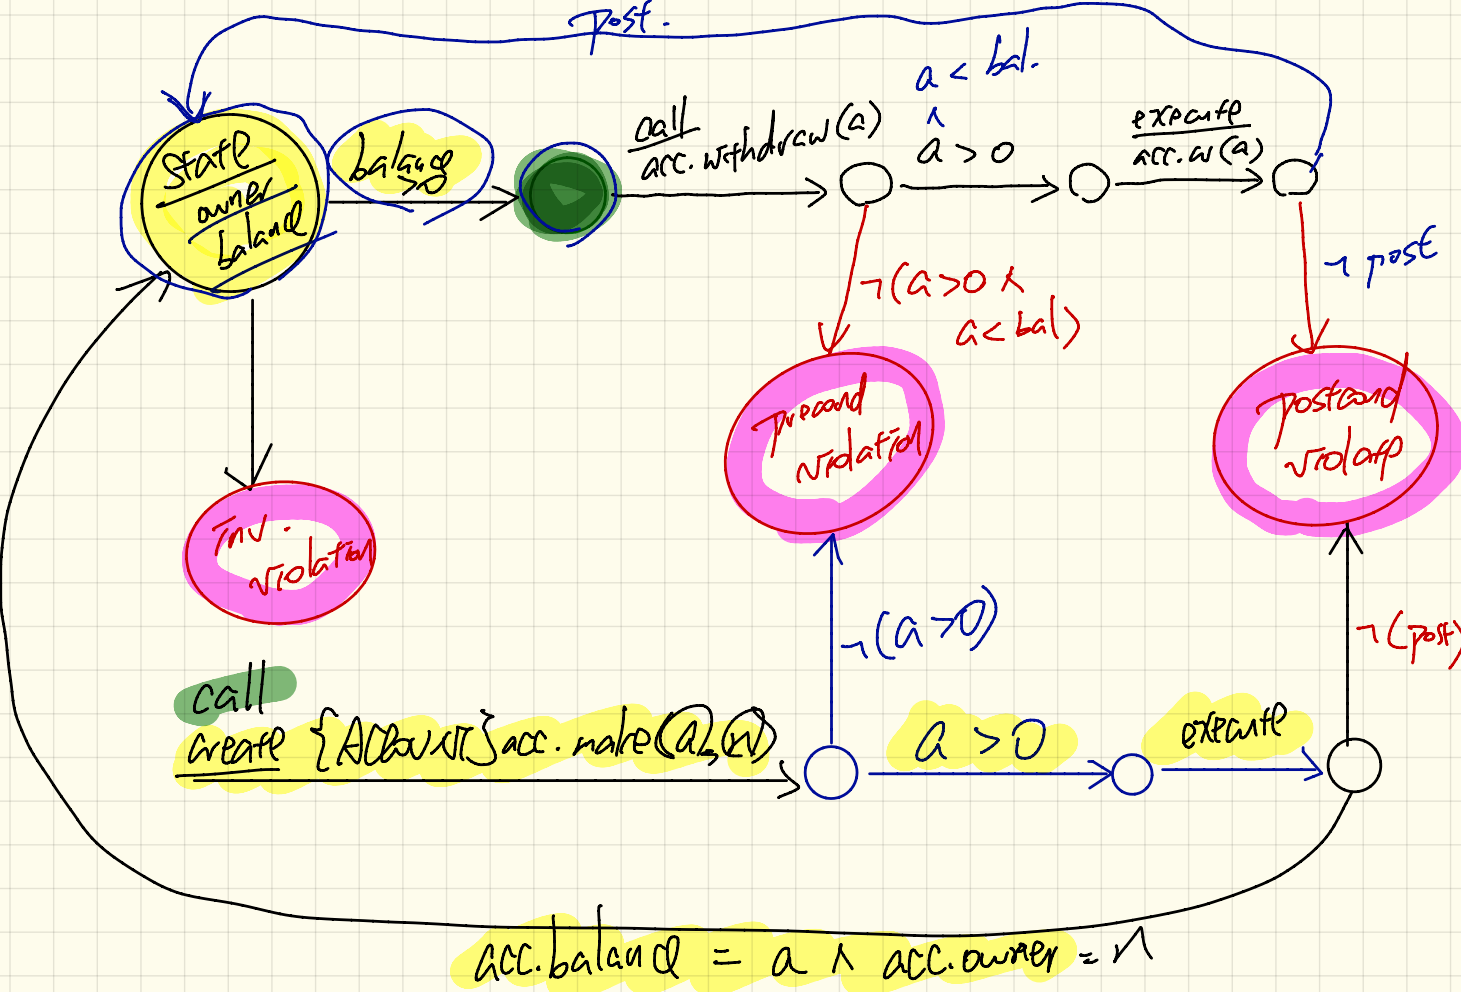 post.
a < bal.
∧
a > 0
call
acc.withdraw(a)
execute
acc.w(a)
state
owner
balance
balance
>0
¬(a>0 ∧
a < bal)
¬ post
precond
violation
postcond
violat
inv.
violation
¬(a>0)
¬(post)
call
create {ACCOUNT} acc.make(a, n)
a > 0
execute
acc.balance = a ∧ acc.owner = n